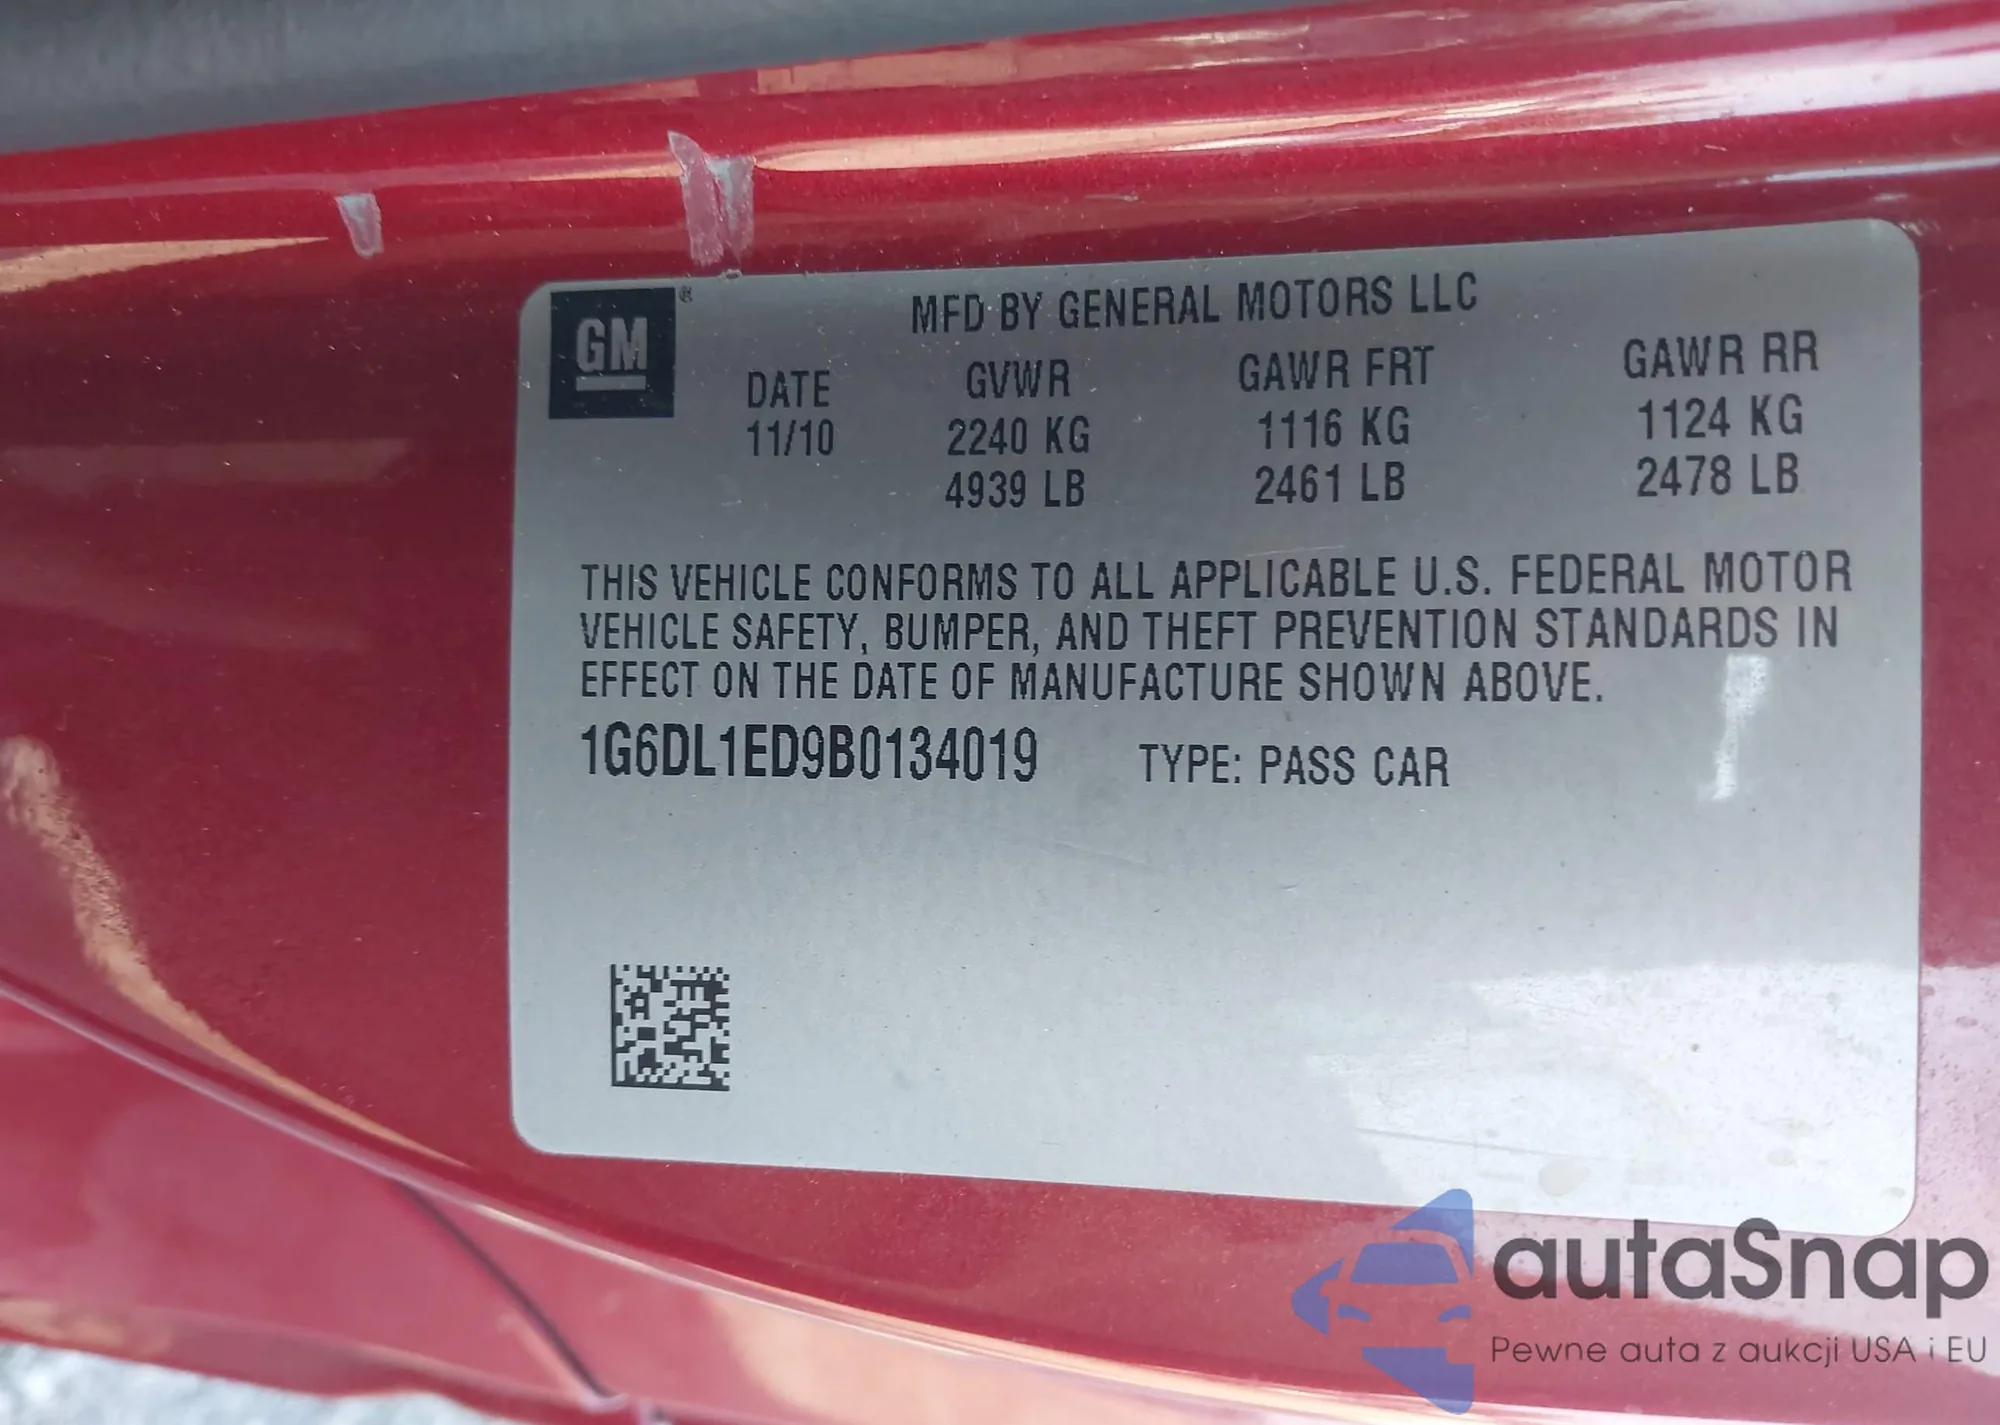 GM ®
MFD BY GENERAL MOTORS LLC
DATE GVWR GAWR FRT GAWR RR
11/10 2240 KG 1116 KG 1124 KG
4939 LB 2461 LB 2478 LB
THIS VEHICLE CONFORMS TO ALL APPLICABLE U.S. FEDERAL MOTOR
VEHICLE SAFETY, BUMPER, AND THEFT PREVENTION STANDARDS IN
EFFECT ON THE DATE OF MANUFACTURE SHOWN ABOVE.
1G6DL1ED9B0134019 TYPE: PASS CAR
autaSnap
Pewne auta z aukcji USA i EU